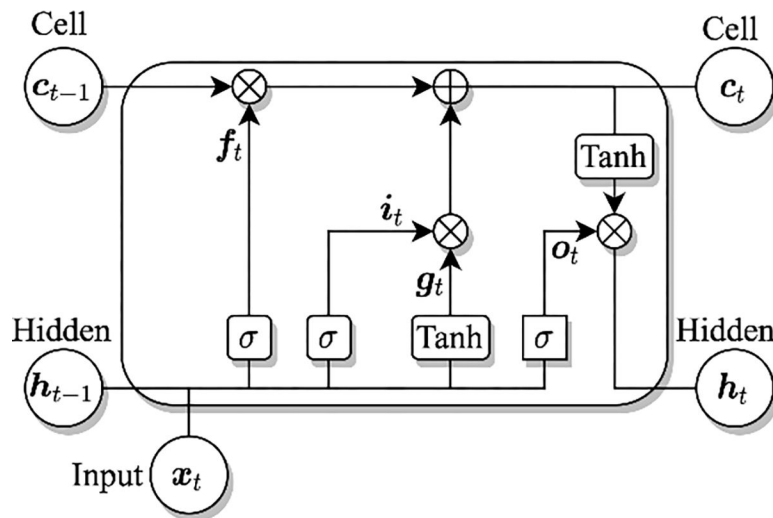 Cell
Cell
c_{t-1}
c_t
f_t
Tanh
i_t
o_t
g_t
Hidden
σ
σ
Tanh
σ
Hidden
h_{t-1}
h_t
Input
x_t